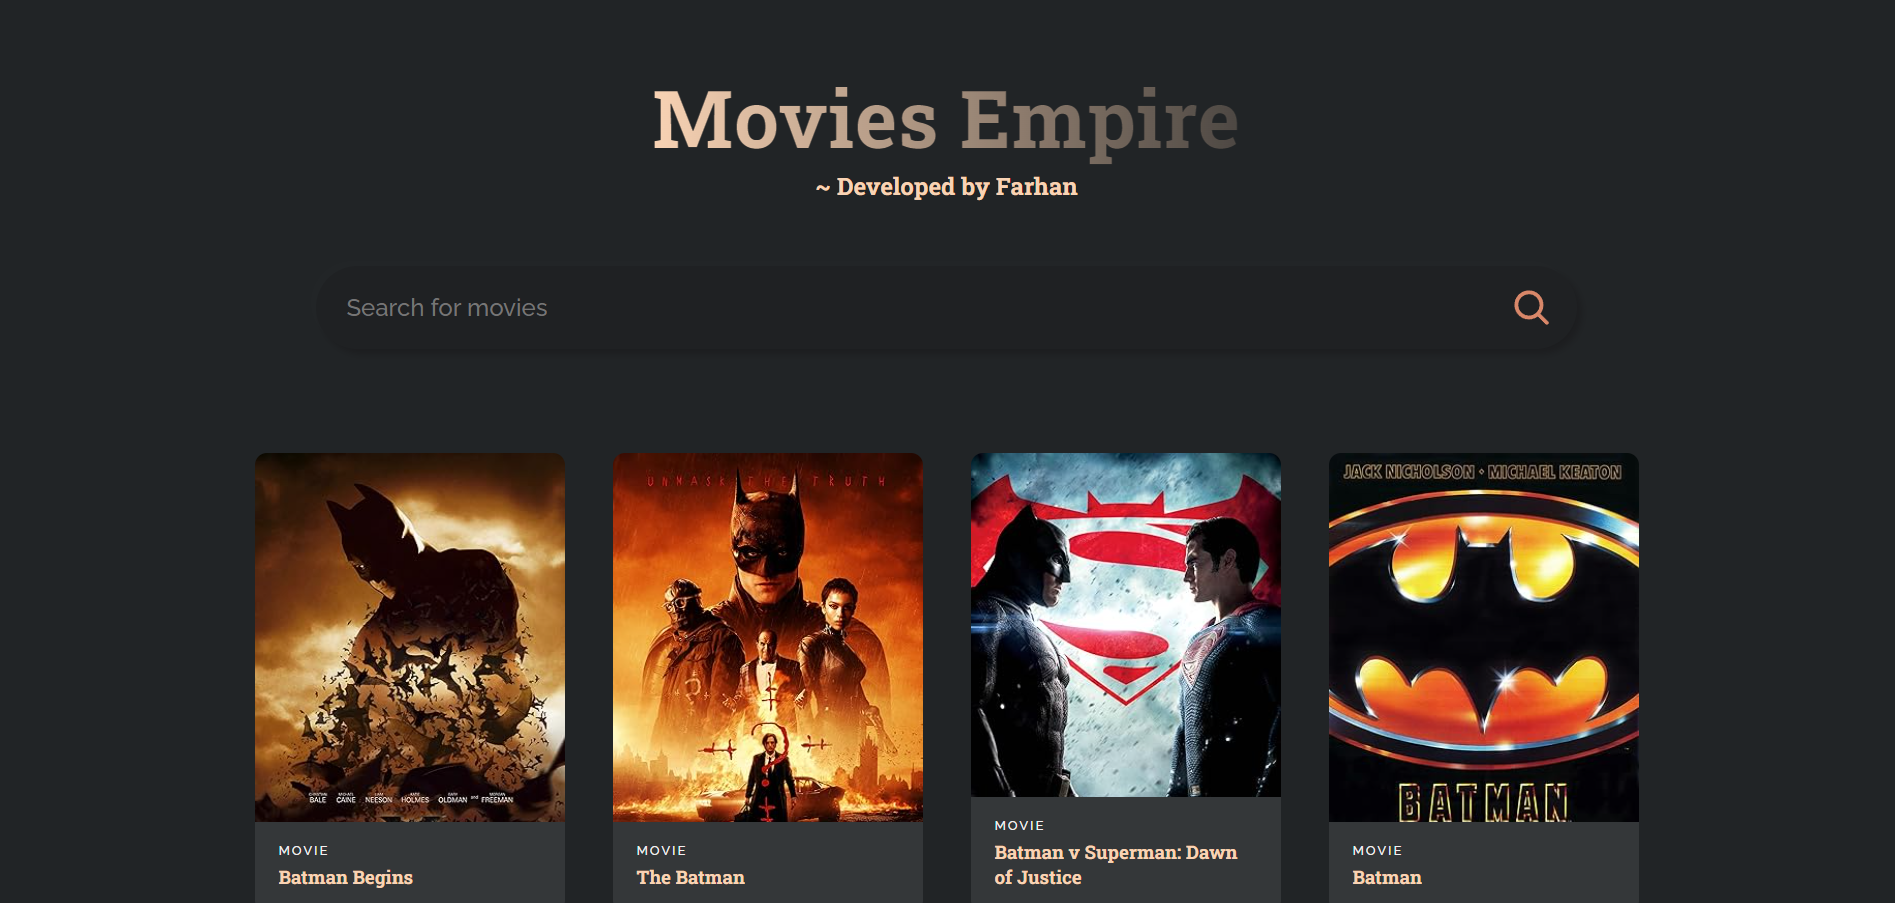 Movies Empire
~ Developed by Farhan
Search for movies
UNMASK THE TRUTH
JACK NICHOLSON • MICHAEL KEATON
CHRISTIAN BALE MICHAEL CAINE LIAM NEESON KATIE HOLMES GARY OLDMAN and MORGAN FREEMAN
BATMAN
MOVIE
Batman Begins
MOVIE
The Batman
MOVIE
Batman v Superman: Dawn
of Justice
MOVIE
Batman